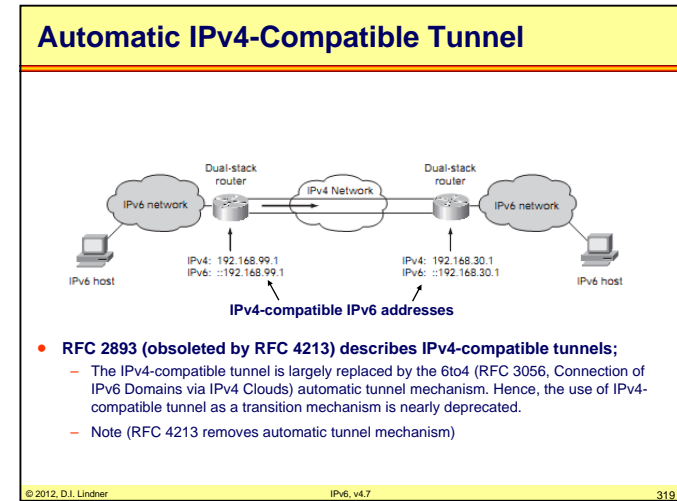 Automatic IPv4-Compatible Tunnel
Dual-stack
router
Dual-stack
router
IPv6 network
IPv4 Network
IPv6 network
IPv6 host
IPv4: 192.168.99.1
IPv6: ::192.168.99.1
IPv4: 192.168.30.1
IPv6: ::192.168.30.1
IPv6 host
IPv4-compatible IPv6 addresses
• RFC 2893 (obsoleted by RFC 4213) describes IPv4-compatible tunnels;
– The IPv4-compatible tunnel is largely replaced by the 6to4 (RFC 3056, Connection of
IPv6 Domains via IPv4 Clouds) automatic tunnel mechanism. Hence, the use of IPv4-
compatible tunnel as a transition mechanism is nearly deprecated.
– Note (RFC 4213 removes automatic tunnel mechanism)
© 2012, D.I. Lindner
IPv6, v4.7
319